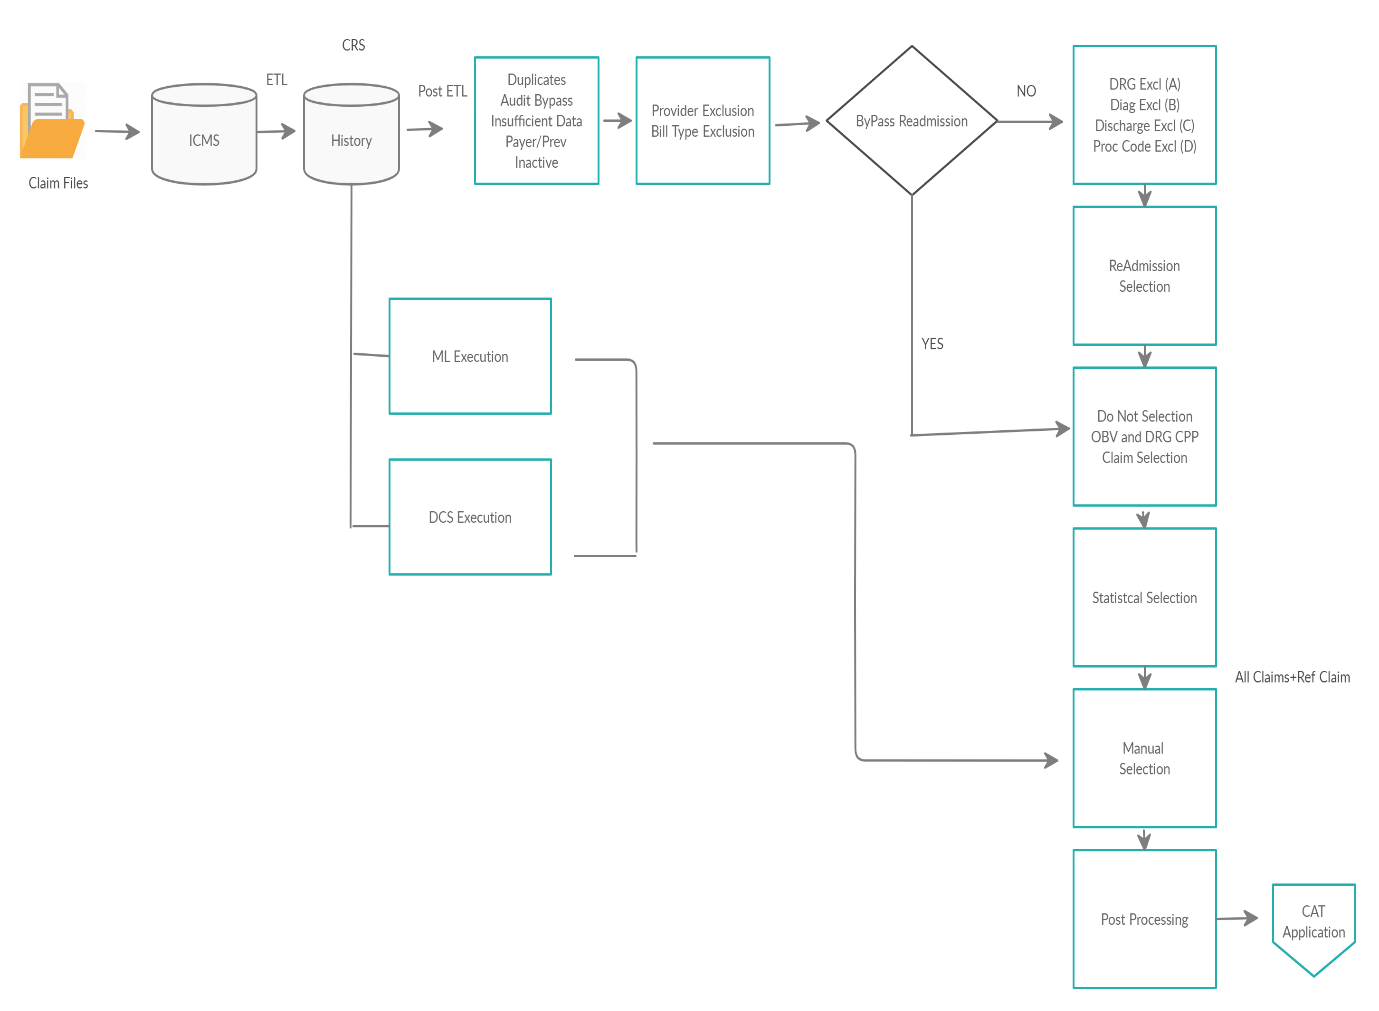 CRS
ETL
Post ETL
Claim Files
ICMS
History
Duplicates
Audit Bypass
Insufficient Data
Payer/Prev
Inactive
Provider Exclusion
Bill Type Exclusion
ByPass Readmission
NO
YES
DRG Excl (A)
Diag Excl (B)
Discharge Excl (C)
Proc Code Excl (D)
ReAdmission
Selection
ML Execution
DCS Execution
Do Not Selection
OBV and DRG CPP
Claim Selection
Statistcal Selection
All Claims+Ref Claim
Manual
Selection
Post Processing
CAT
Application